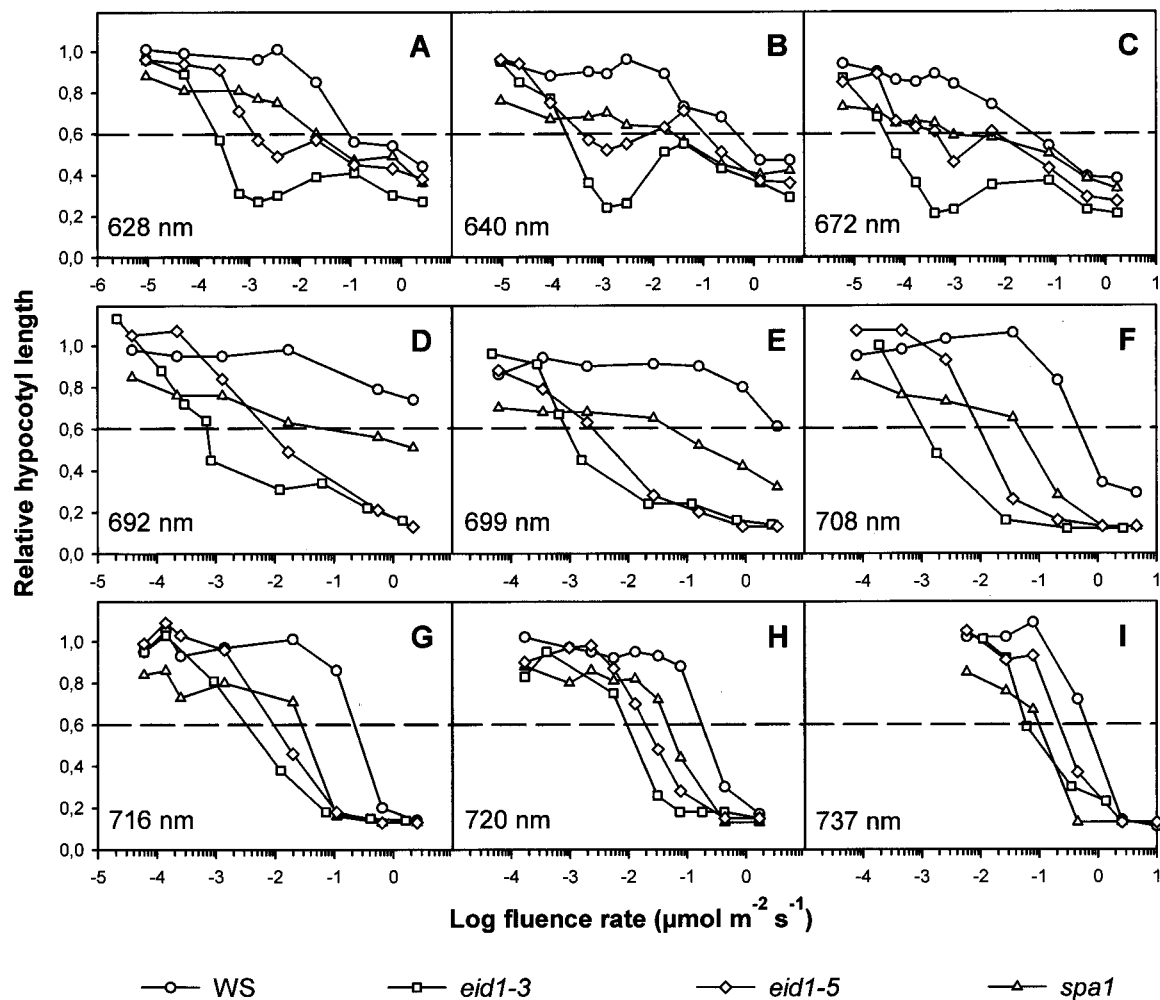 A
B
C
1,0
0,8
0,6
0,4
0,2
0,0
628 nm
640 nm
672 nm
-6 -5 -4 -3 -2 -1 0
-5 -4 -3 -2 -1 0
-5 -4 -3 -2 -1 0 1
D
E
F
1,0
0,8
0,6
0,4
0,2
0,0
692 nm
699 nm
708 nm
-5 -4 -3 -2 -1 0
-4 -3 -2 -1 0
-4 -3 -2 -1 0 1
G
H
I
1,0
0,8
0,6
0,4
0,2
0,0
716 nm
720 nm
737 nm
-5 -4 -3 -2 -1 0
-4 -3 -2 -1 0
-4 -3 -2 -1 0 1
Relative hypocotyl length
Log fluence rate (µmol m⁻² s⁻¹)
WS eid1-3 eid1-5 spa1